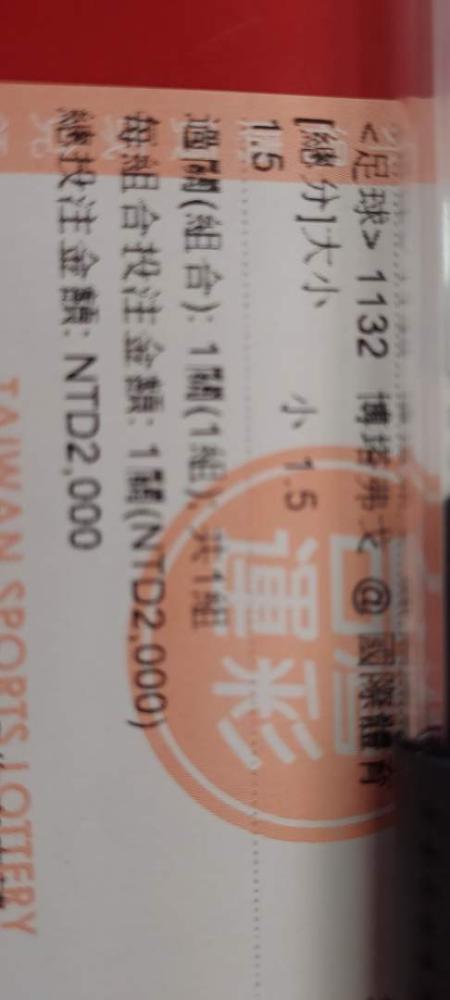 <足球> 1132 博塔弗戈 @ 國際體育
[總分]大小 小 1.5
1.5
過關(組合): 1關(1組), 共1組
每組合投注金額: 1關(NTD2,000)
總投注金額: NTD2,000
台灣
運彩
TAIWAN SPORTS LOTTERY